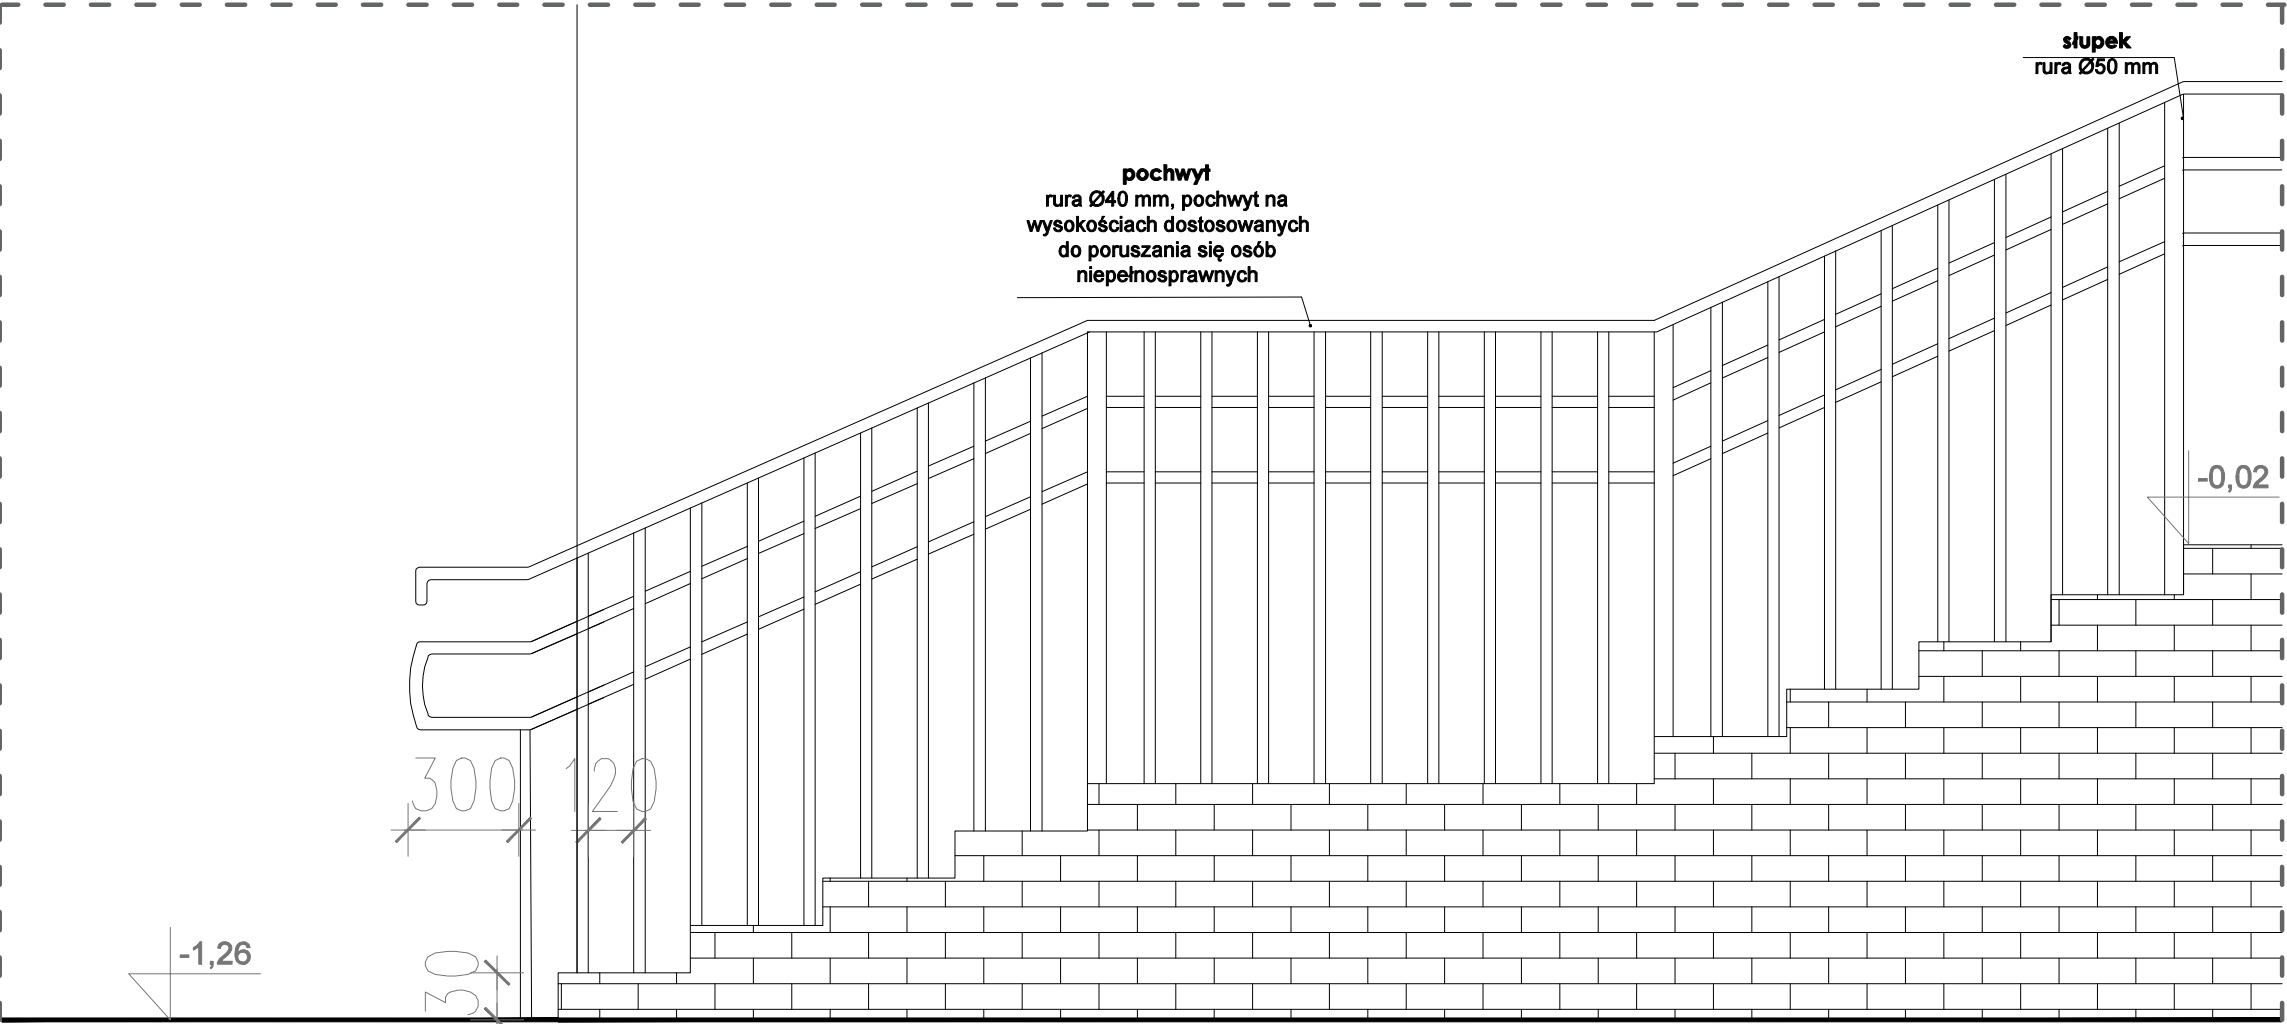 słupek
rura Ø50 mm
pochwyt
rura Ø40 mm, pochwyt na
wysokościach dostosowanych
do poruszania się osób
niepełnosprawnych
-0,02
300
120
-1,26